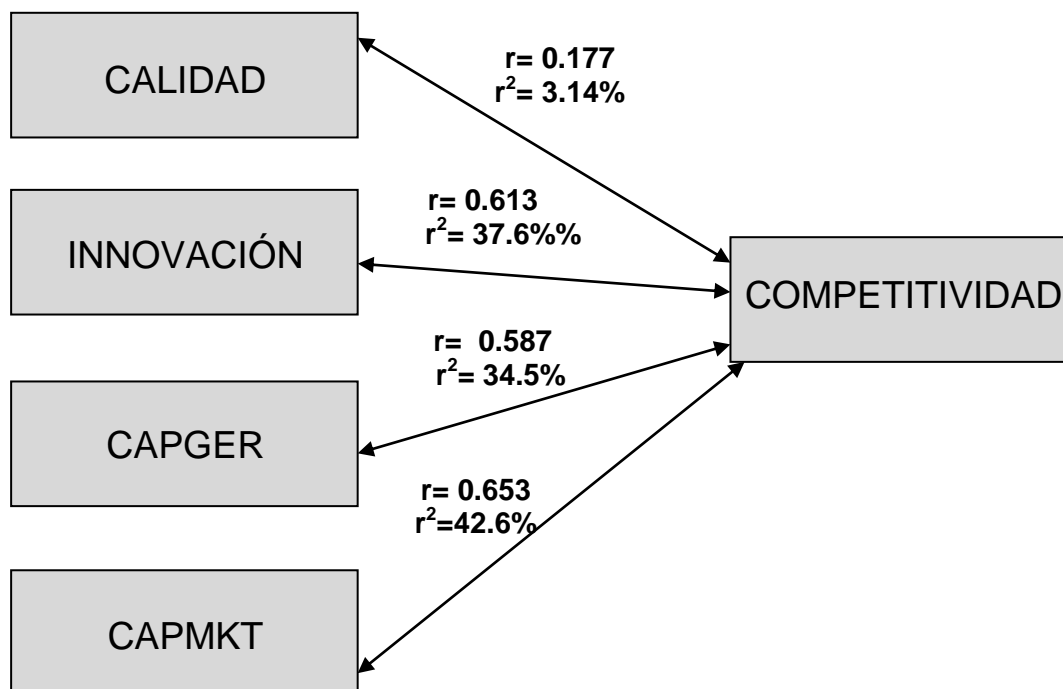 CALIDAD
r= 0.177
r²= 3.14%
INNOVACIÓN
r= 0.613
r²= 37.6%%
COMPETITIVIDAD
r=  0.587
r²= 34.5%
CAPGER
r= 0.653
r²=42.6%
CAPMKT